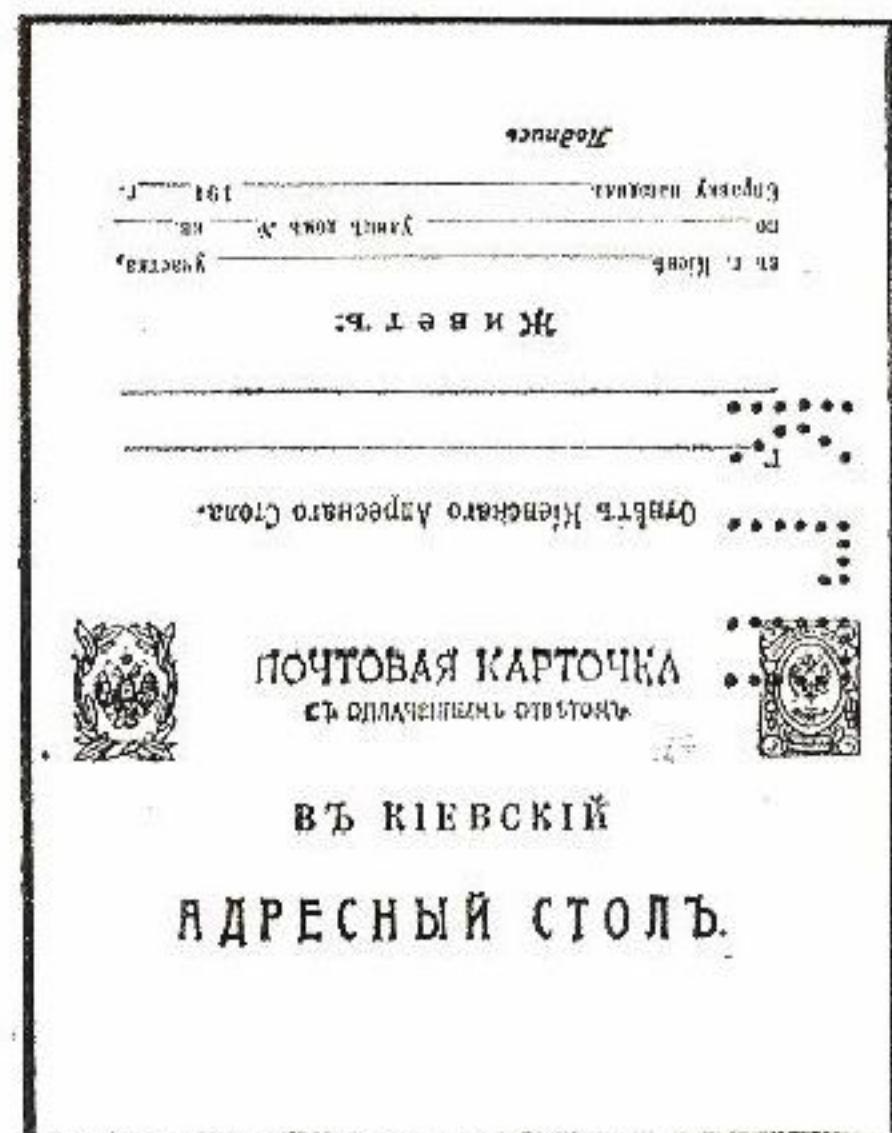 ПОЧТОВАЯ КАРТОЧКА
СЪ ОПЛАЧЕННЫМЪ ОТВѢТОМЪ
ВЪ КІЕВСКІЙ
АДРЕСНЫЙ СТОЛЪ.
Отвѣтъ Кіевскаго Адреснаго Стола.
Г
Живетъ:
въ г. Кіевѣ участка,
по улицѣ домъ № кв.
Справку наводилъ 191 г.
Подпись